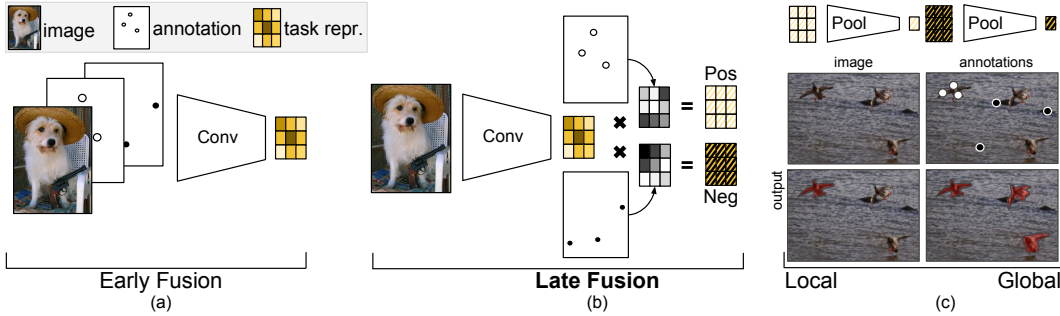 image
annotation
task repr.
Conv
Early Fusion
(a)
Conv
Pos
=
=
Neg
Late Fusion
(b)
Pool
Pool
image
annotations
output
Local
Global
(c)